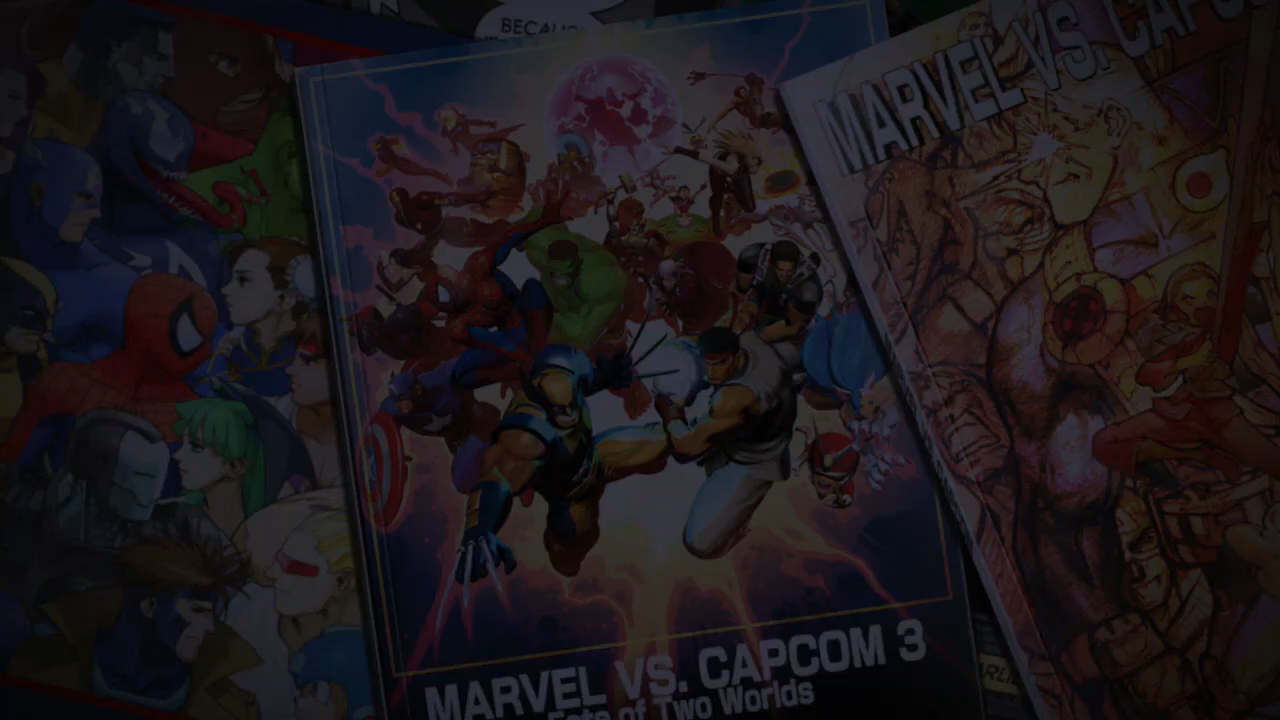 BECAUS
MARVEL VS. CAPCO
MARVEL VS. CAPCOM 3
Fate of Two Worlds